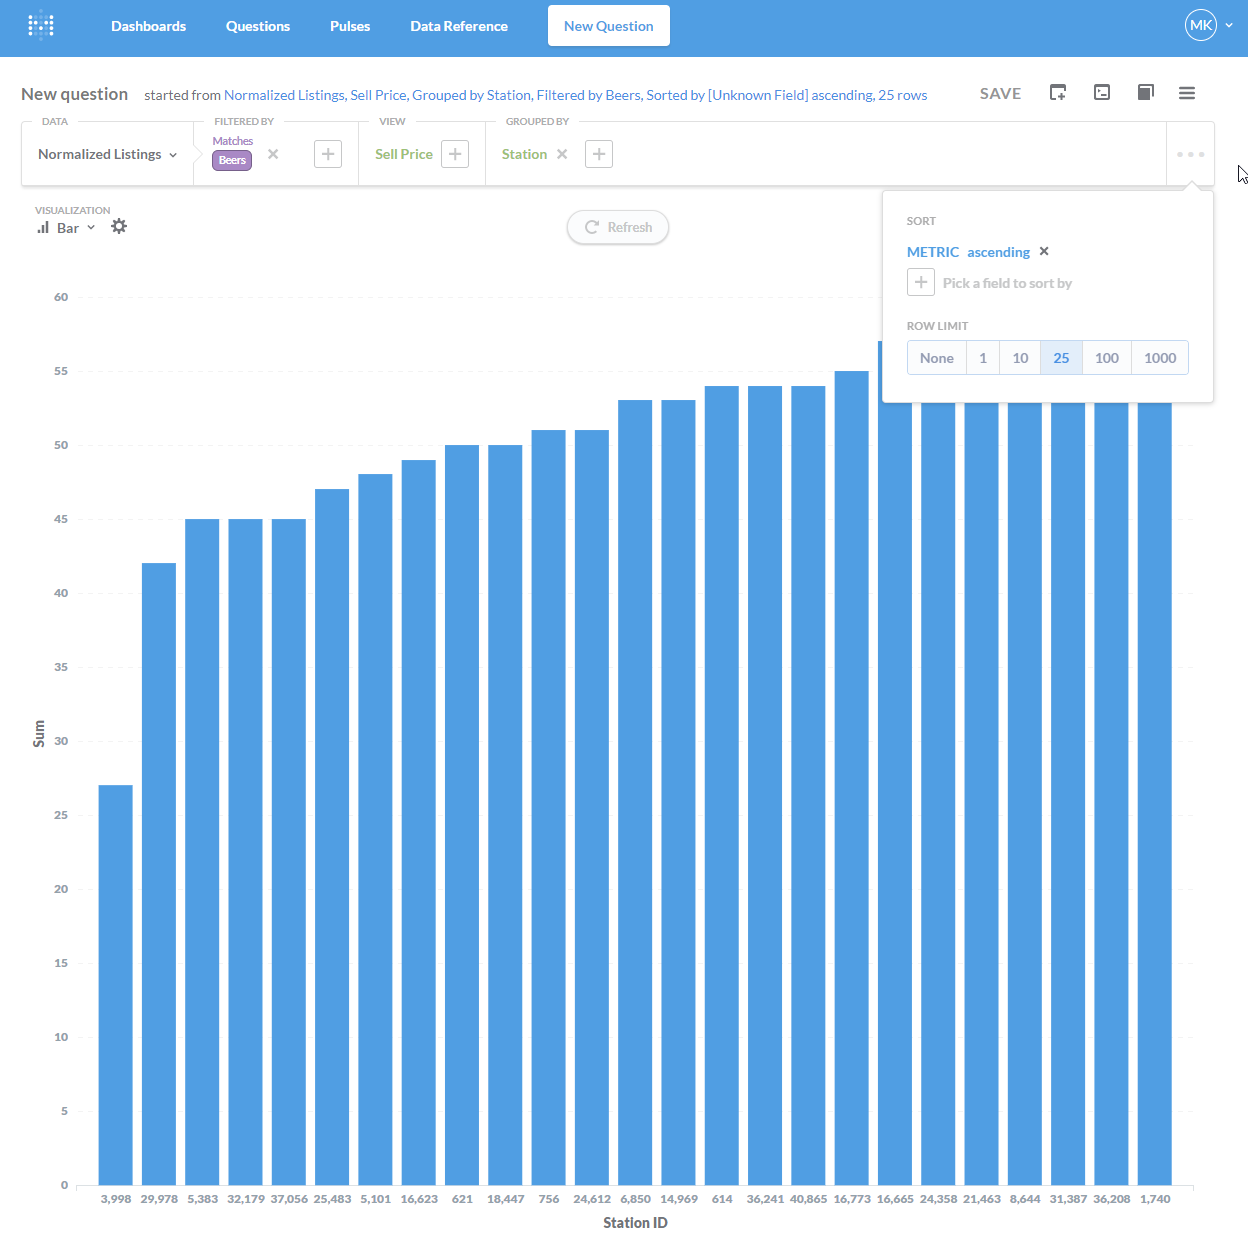 Dashboards Questions Pulses Data Reference New Question MK
New question started from Normalized Listings, Sell Price, Grouped by Station, Filtered by Beers, Sorted by [Unknown Field] ascending, 25 rows SAVE
DATA FILTERED BY VIEW GROUPED BY
Matches
Normalized Listings Beers Sell Price Station
VISUALIZATION
Bar Refresh
SORT
METRIC ascending
Pick a field to sort by
ROW LIMIT
None 1 10 25 100 1000
60
55
50
45
40
35
Sum
30
25
20
15
10
5
0
3,998 29,978 5,383 32,179 37,056 25,483 5,101 16,623 621 18,447 756 24,612 6,850 14,969 614 36,241 40,865 16,773 16,665 24,358 21,463 8,644 31,387 36,208 1,740
Station ID